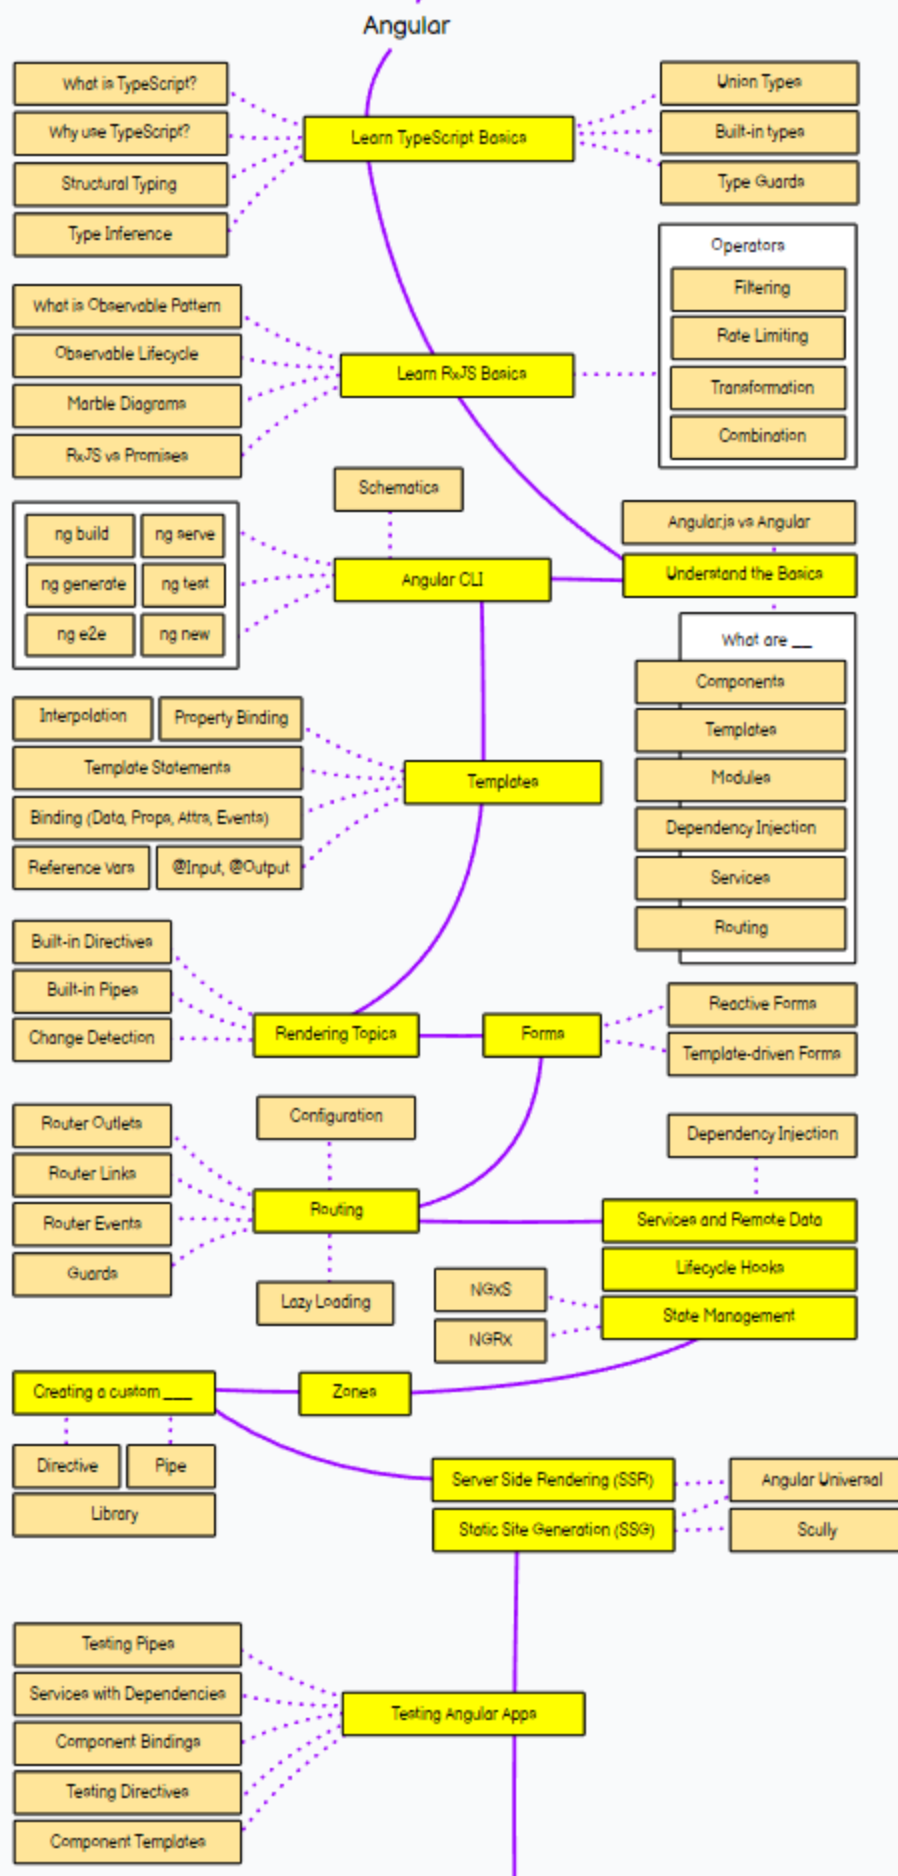 Angular
What is TypeScript?
Why use TypeScript?
Structural Typing
Type Inference
Learn TypeScript Basics
Union Types
Built-in types
Type Guards
What is Observable Pattern
Observable Lifecycle
Marble Diagrams
RxJS vs Promises
Learn RxJS Basics
Operators
Filtering
Rate Limiting
Transformation
Combination
Schematics
ng build
ng serve
ng generate
ng test
ng e2e
ng new
Angular CLI
Angular.js vs Angular
Understand the Basics
What are __
Components
Templates
Modules
Dependency Injection
Services
Routing
Interpolation
Property Binding
Template Statements
Binding (Data, Props, Attrs, Events)
Reference Vars
@Input, @Output
Templates
Built-in Directives
Built-in Pipes
Change Detection
Rendering Topics
Forms
Reactive Forms
Template-driven Forms
Router Outlets
Router Links
Router Events
Guards
Configuration
Routing
Lazy Loading
Dependency Injection
Services and Remote Data
Lifecycle Hooks
State Management
NGXS
NGRX
Creating a custom ___
Zones
Directive
Pipe
Library
Server Side Rendering (SSR)
Static Site Generation (SSG)
Angular Universal
Scully
Testing Pipes
Services with Dependencies
Component Bindings
Testing Directives
Component Templates
Testing Angular Apps